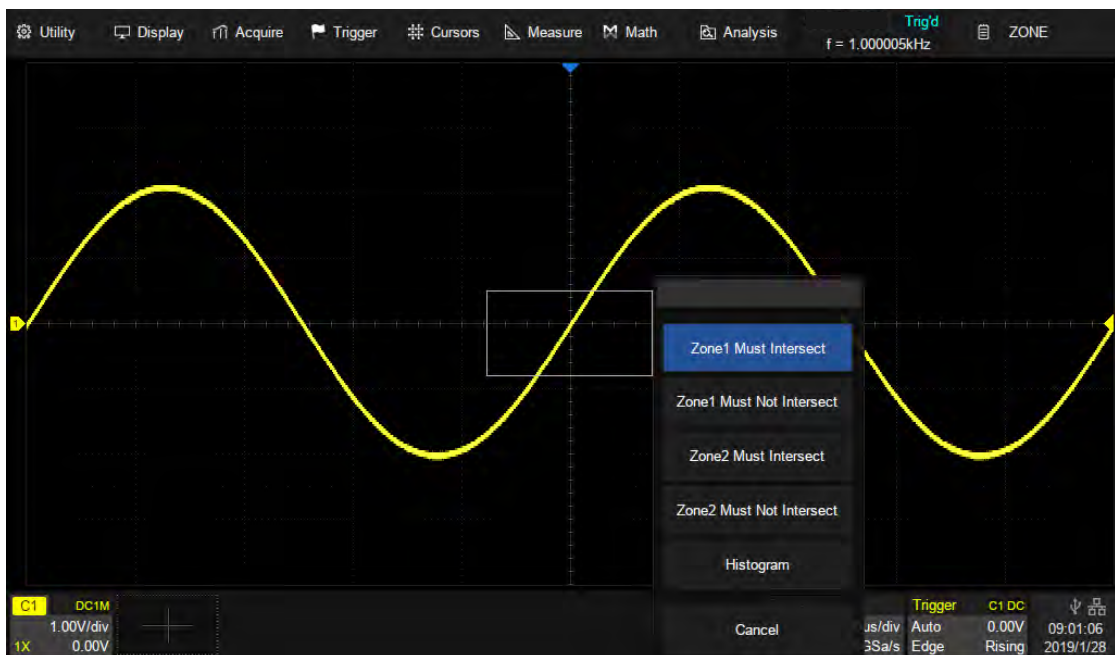 Utility Display Acquire Trigger Cursors Measure Math Analysis Trig'd ZONE
f = 1.000005kHz
1
Zone1 Must Intersect
Zone1 Must Not Intersect
Zone2 Must Intersect
Zone2 Must Not Intersect
Histogram
Cancel
C1 DC1M Trigger C1 DC
1.00V/div us/div Auto 0.00V 09:01:06
1X 0.00V GSa/s Edge Rising 2019/1/28